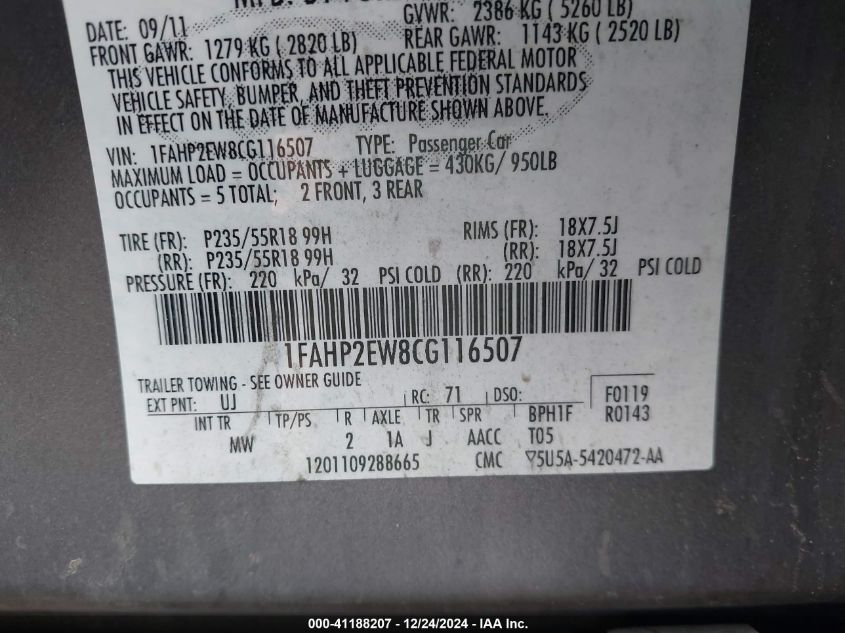 MFD. BY
DATE: 09/11 GVWR: 2386 KG ( 5260 LB)
FRONT GAWR: 1279 KG ( 2820 LB) REAR GAWR: 1143 KG ( 2520 LB)
THIS VEHICLE CONFORMS TO ALL APPLICABLE FEDERAL MOTOR
VEHICLE SAFETY, BUMPER, AND THEFT PREVENTION STANDARDS
IN EFFECT ON THE DATE OF MANUFACTURE SHOWN ABOVE.
VIN: 1FAHP2EW8CG116507 TYPE: Passenger Car
MAXIMUM LOAD = OCCUPANTS + LUGGAGE = 430KG/ 950LB
OCCUPANTS = 5 TOTAL; 2 FRONT, 3 REAR
TIRE (FR): P235/55R18 99H RIMS (FR): 18X7.5J
(RR): P235/55R18 99H (RR): 18X7.5J
PRESSURE (FR): 220 kPa/ 32 PSI COLD (RR): 220 kPa/ 32 PSI COLD
1FAHP2EW8CG116507
TRAILER TOWING - SEE OWNER GUIDE
EXT PNT: UJ RC: 71 DSO: F0119
INT TR TP/PS R AXLE TR SPR BPH1F R0143
MW 2 1A J AACC T05
1201109288665 CMC 5U5A-5420472-AA
000-41188207 - 12/24/2024 - IAA Inc.